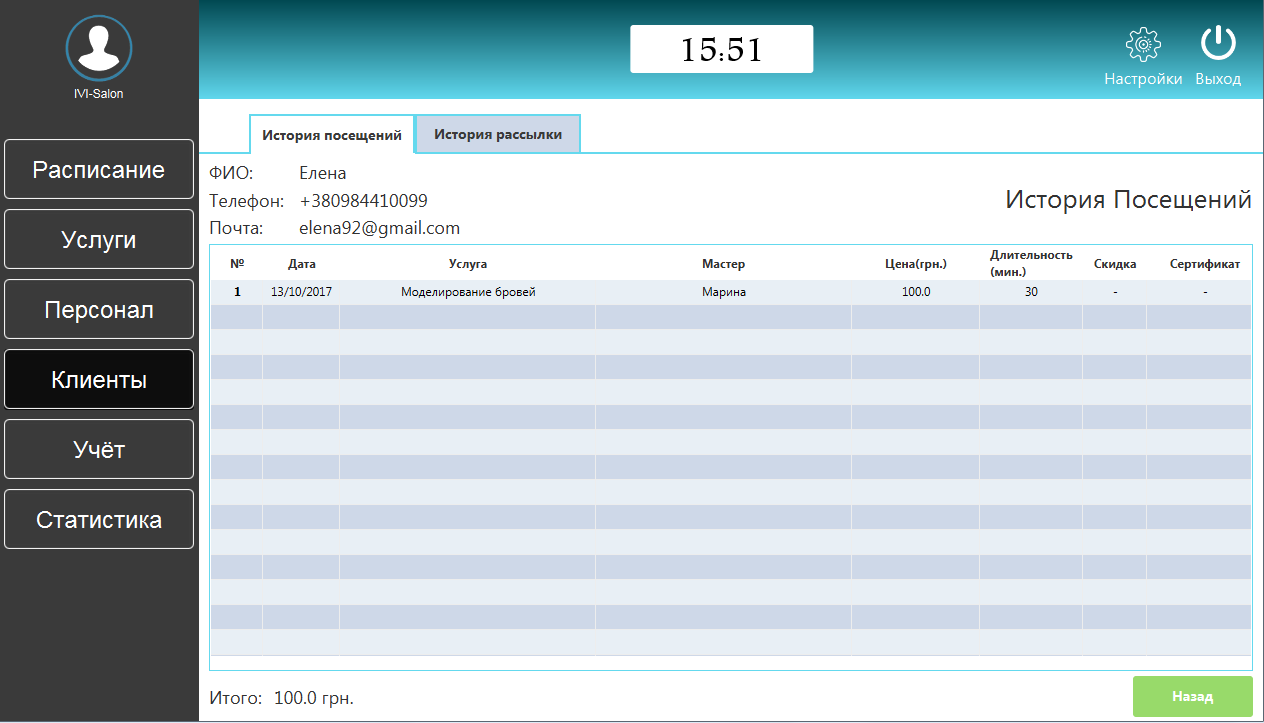 IVI-Salon
15:51
Настройки Выход
Расписание
Услуги
Персонал
Клиенты
Учёт
Статистика
История посещений История рассылки
ФИО: Елена
Телефон: +380984410099
Почта: elena92@gmail.com
История Посещений
№ Дата Услуга Мастер Цена(грн.) Длительность (мин.) Скидка Сертификат
1 13/10/2017 Моделирование бровей Марина 100.0 30 - -
Итого: 100.0 грн.
Назад